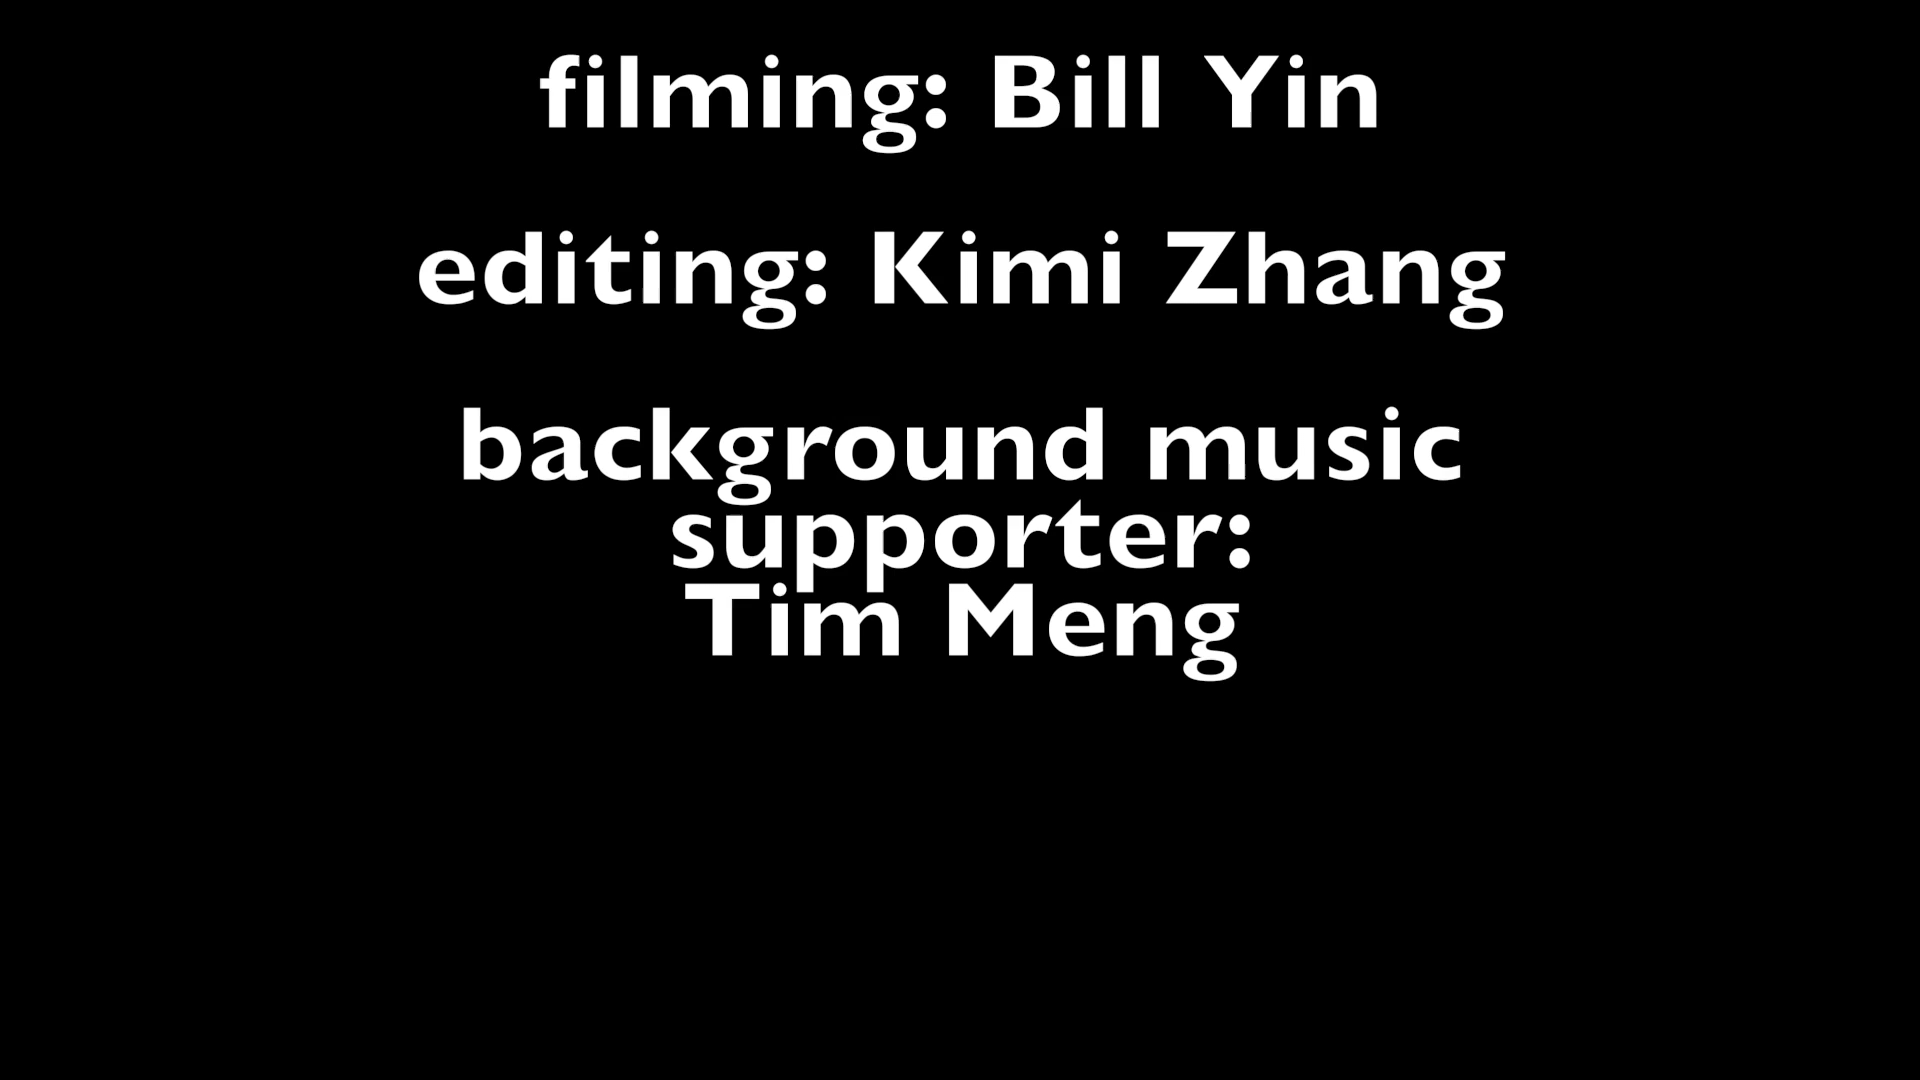 filming: Bill Yin
editing: Kimi Zhang
background music
supporter:
Tim Meng